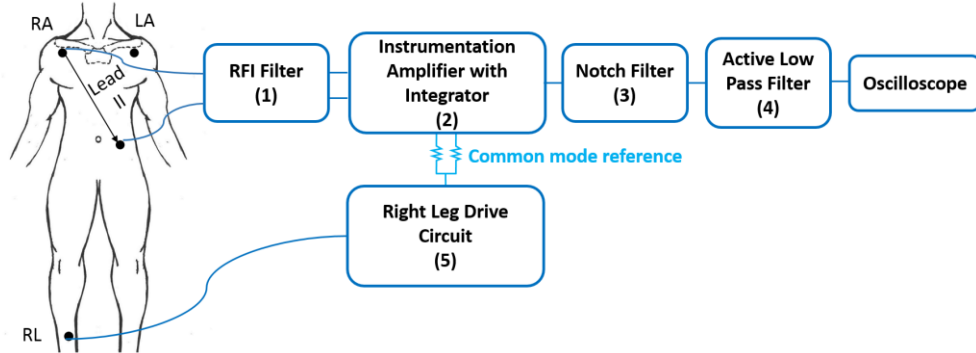 RA
LA
Lead
II
RL
RFI Filter
(1)
Instrumentation
Amplifier with
Integrator
(2)
Notch Filter
(3)
Active Low
Pass Filter
(4)
Oscilloscope
Common mode reference
Right Leg Drive
Circuit
(5)